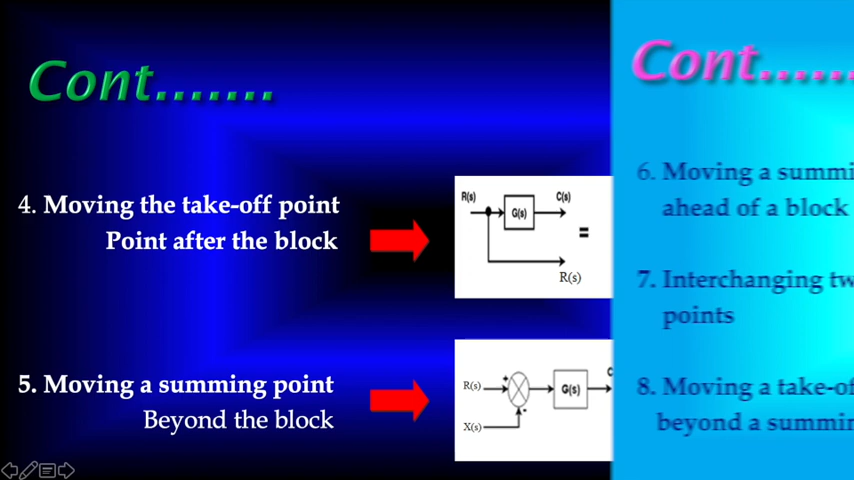 Cont.......
4. Moving the take-off point
Point after the block
R(s)
G(s)
C(s)
=
R(s)
5. Moving a summing point
Beyond the block
R(s)
+
G(s)
C
X(s)
-
Cont......
6. Moving a summi
ahead of a block
7. Interchanging tw
points
8. Moving a take-of
beyond a summin